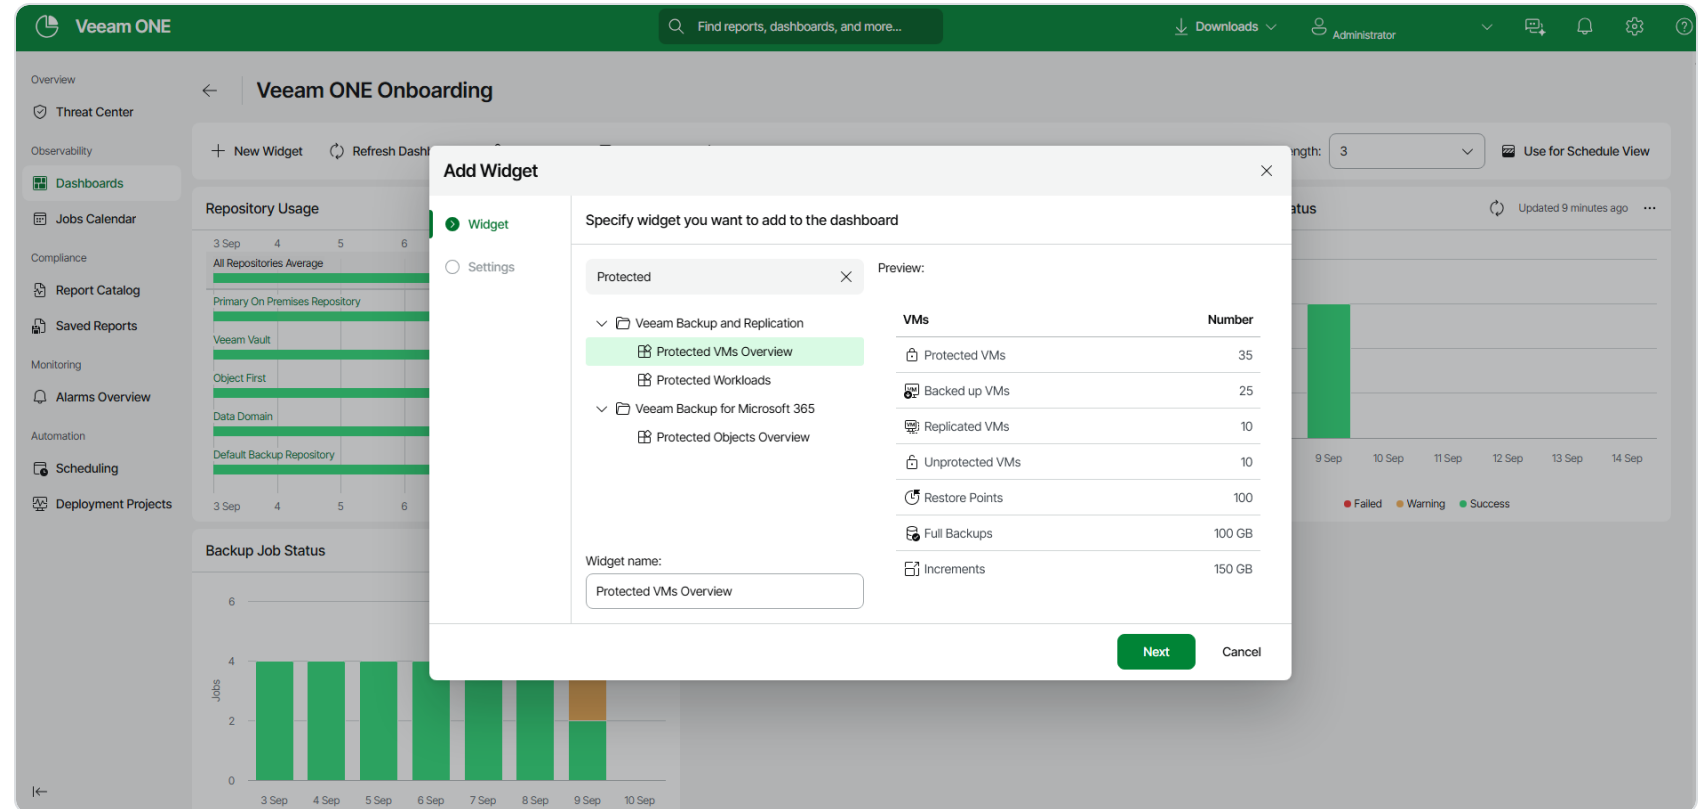 Veeam ONE
Find reports, dashboards, and more...
Downloads
Administrator
Overview
Threat Center
Observability
Dashboards
Jobs Calendar
Compliance
Report Catalog
Saved Reports
Monitoring
Alarms Overview
Automation
Scheduling
Deployment Projects
Veeam ONE Onboarding
New Widget
Refresh Dash
ngth: 3
Use for Schedule View
Repository Usage
3 Sep 4 5 6
All Repositories Average
Primary On Premises Repository
Veeam Vault
Object First
Data Domain
Default Backup Repository
3 Sep 4 5 6
Backup Job Status
6
4
2
0
Jobs
3 Sep 4 Sep 5 Sep 6 Sep 7 Sep 8 Sep 9 Sep 10 Sep
Add Widget
Widget
Settings
Specify widget you want to add to the dashboard
Protected
Veeam Backup and Replication
Protected VMs Overview
Protected Workloads
Veeam Backup for Microsoft 365
Protected Objects Overview
Widget name:
Protected VMs Overview
Preview:
VMs Number
Protected VMs 35
Backed up VMs 25
Replicated VMs 10
Unprotected VMs 10
Restore Points 100
Full Backups 100 GB
Increments 150 GB
Next
Cancel
atus
Updated 9 minutes ago
9 Sep 10 Sep 11 Sep 12 Sep 13 Sep 14 Sep
Failed Warning Success